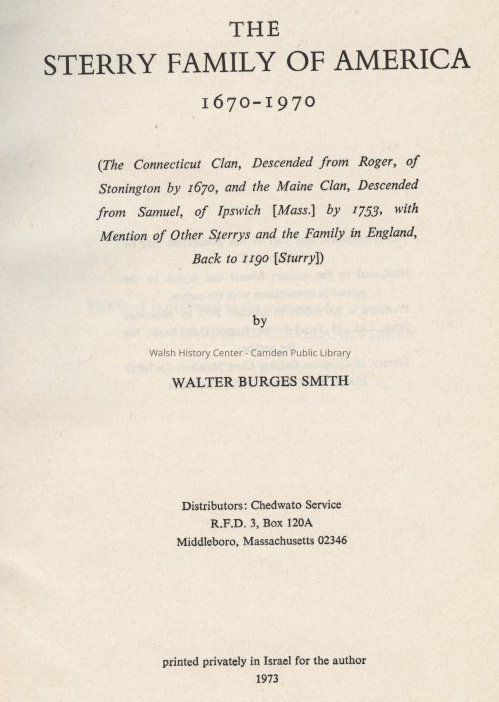 THE
STERRY FAMILY OF AMERICA
1670-1970
(The Connecticut Clan, Descended from Roger, of
Stonington by 1670, and the Maine Clan, Descended
from Samuel, of Ipswich [Mass.] by 1753, with
Mention of Other Sterrys and the Family in England,
Back to 1190 [Sturry])
by
Walsh History Center - Camden Public Library
WALTER BURGES SMITH
Distributors: Chedwato Service
R.F.D. 3, Box 120A
Middleboro, Massachusetts 02346
printed privately in Israel for the author
1973